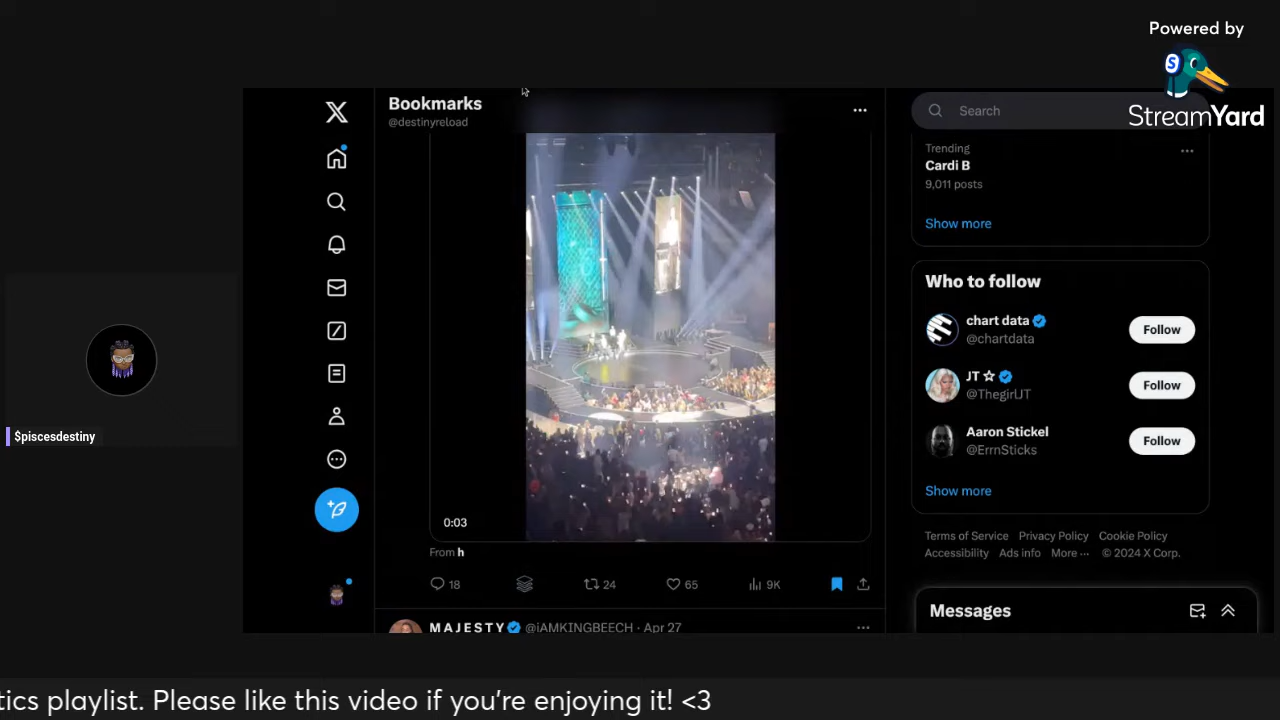 Powered by
StreamYard
Bookmarks
@destinyreload
Search
Trending
Cardi B
9,011 posts
Show more
Who to follow
chart data
@chartdata
Follow
JT ☆
@ThegirlJT
Follow
Aaron Stickel
@ErrnSticks
Follow
Show more
Terms of Service Privacy Policy Cookie Policy
Accessibility Ads info More ··· © 2024 X Corp.
Messages
0:03
From h
18 24 65 9K
M A J E S T Y @iAMKINGBEECH · Apr 27
$piscesdestiny
tics playlist. Please like this video if you're enjoying it! <3